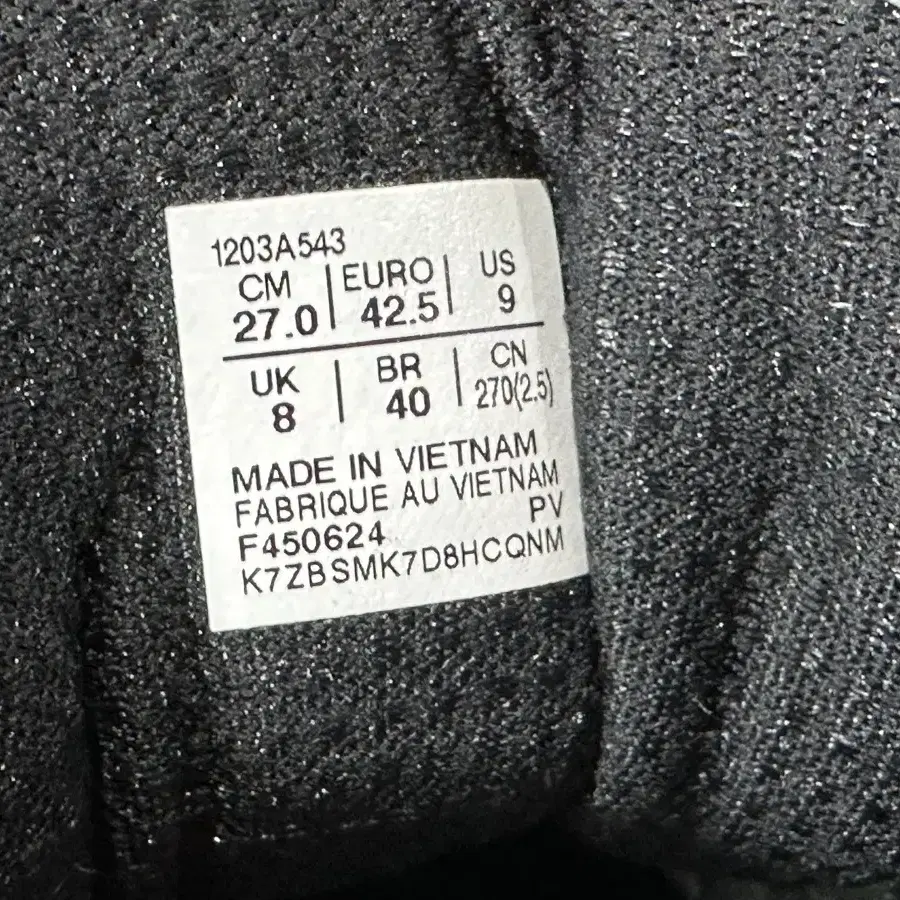 1203A543
CM | EURO | US
27.0 | 42.5 | 9
UK | BR | CN
8 | 40 | 270(2.5)
MADE IN VIETNAM
FABRIQUE AU VIETNAM
PV
F450624
K7ZBSMK7D8HCQNM